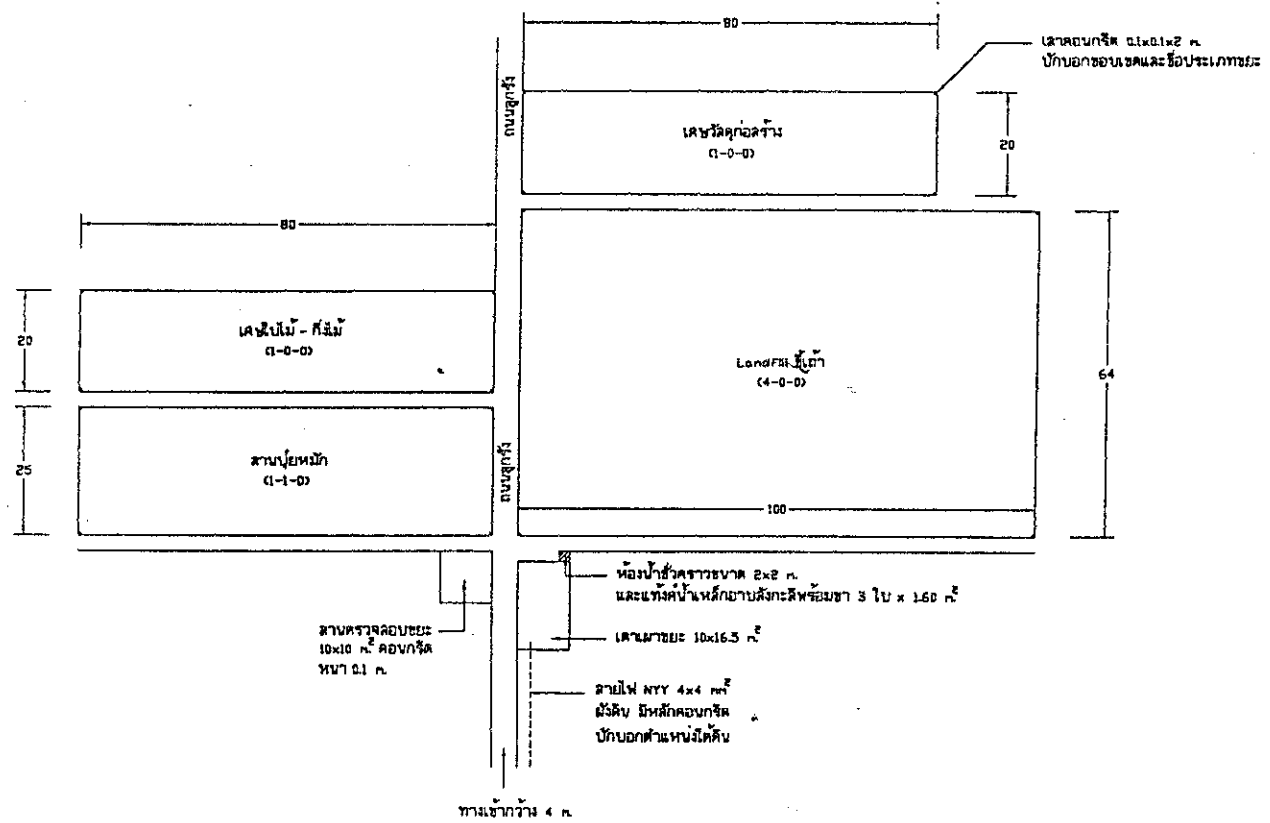 80
เสาคอนกรีต 0.1x0.1x2 m.
ปักบอกขอบเขตและชื่อประเภทขยะ
ถนนลูกรัง
เศษวัสดุก่อสร้าง
(1-0-0)
20
80
20
เศษใบไม้ - กิ่งไม้
(1-0-0)
Landfill ขี้เถ้า
(4-0-0)
64
25
ลานปุ๋ยหมัก
(1-1-0)
ถนนลูกรัง
100
ห้องน้ำชั่วคราวขนาด 2x2 m.
และแท้งค์น้ำเหล็กอาบสังกะสีพร้อมขา 3 ใบ x 1.60 m.²
ลานตรวจสอบขยะ
10x10 m.² คอนกรีต
หนา 0.1 m.
เตาเผาขยะ 10x16.5 m.²
สายไฟ NYY 4x4 mm²
ฝังดิน มีหลักคอนกรีต
ปักบอกตำแหน่งใต้ดิน
ทางเข้ากว้าง 4 m.